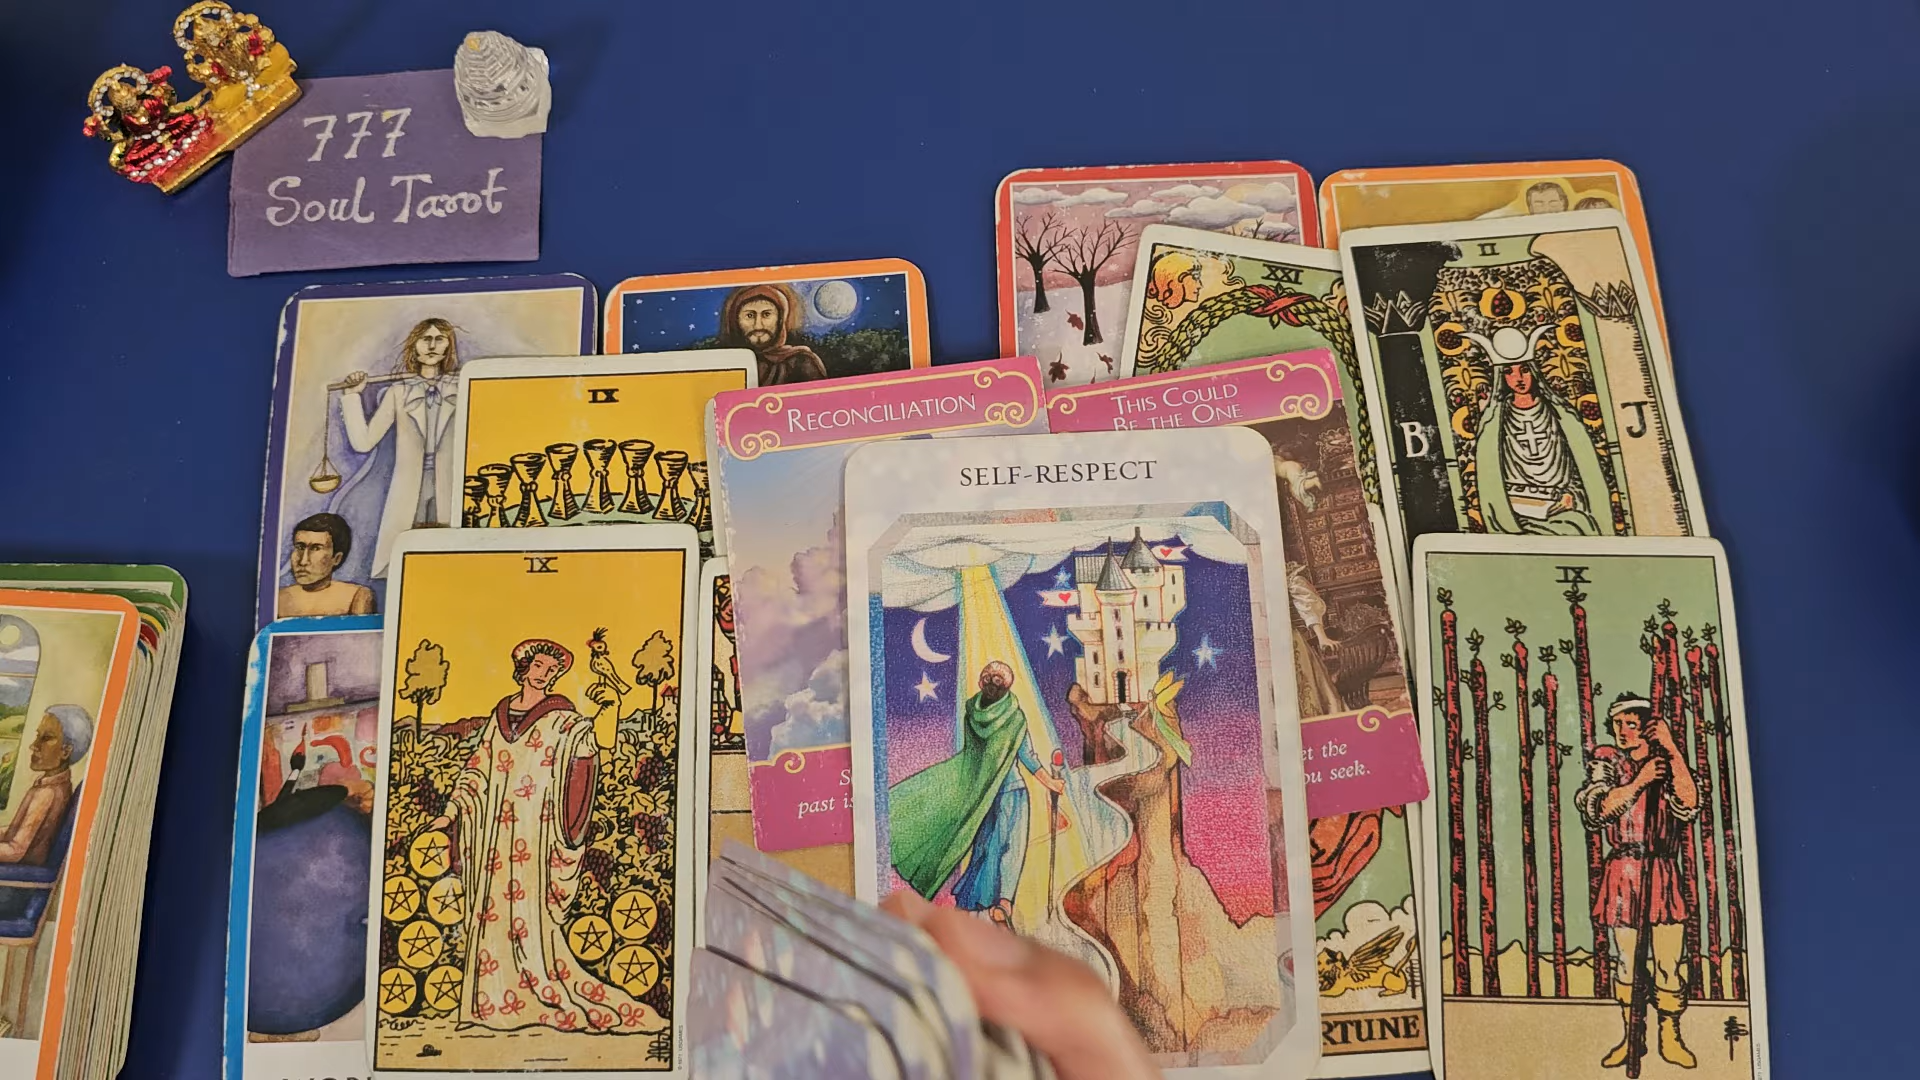 777
Soul Tarot
XXI
II
B
J
IX
RECONCILIATION
THIS COULD
BE THE ONE
SELF-RESPECT
IX
IX
past
et the
ou seek.
RTUNE